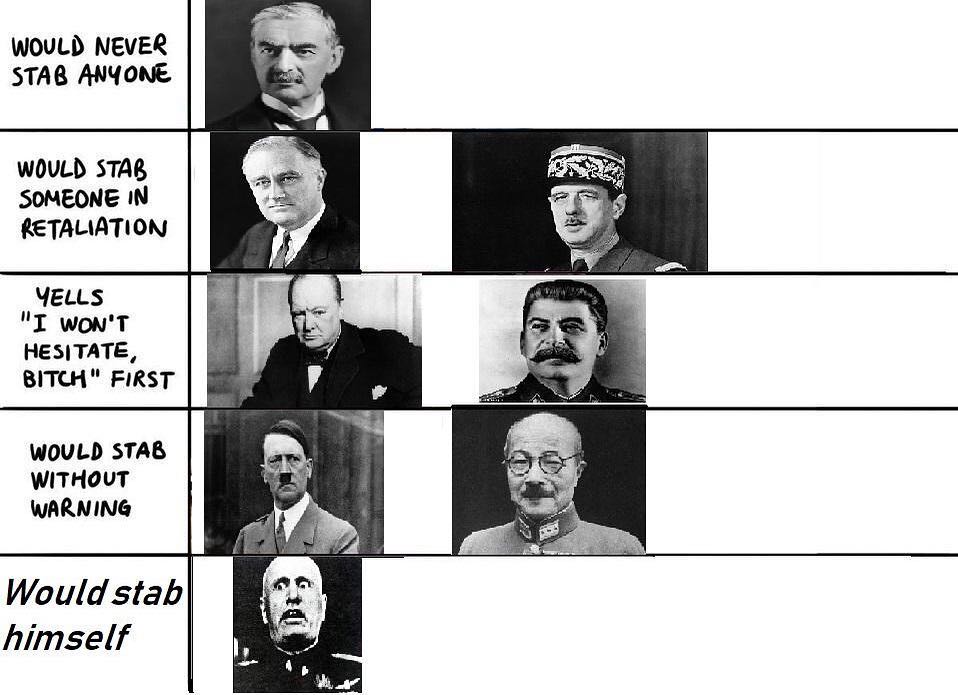 WOULD NEVER
STAB ANYONE
WOULD STAB
SOMEONE IN
RETALIATION
YELLS
"I WON'T
HESITATE,
BITCH" FIRST
WOULD STAB
WITHOUT
WARNING
Would stab
himself